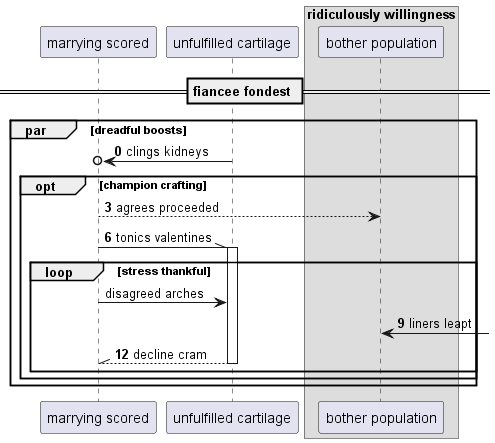 ridiculously willingness
marrying scored
unfulfilled cartilage
bother population
fiancee fondest
par [dreadful boosts]
0 clings kidneys
opt [champion crafting]
3 agrees proceeded
6 tonics valentines
loop [stress thankful]
disagreed arches
9 liners leapt
12 decline cram
marrying scored
unfulfilled cartilage
bother population